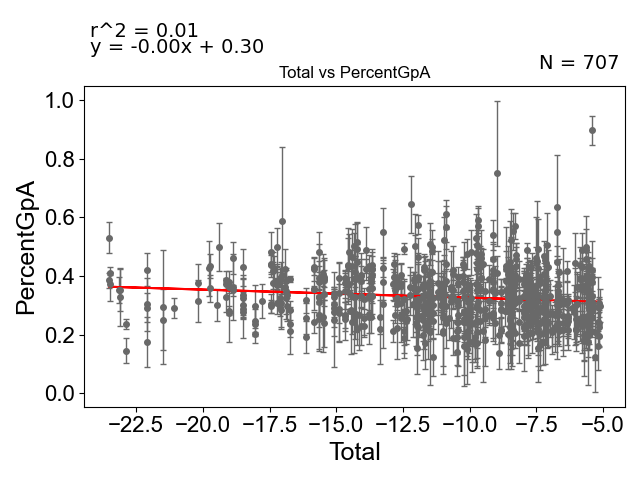 r^2 = 0.01
y = -0.00x + 0.30
N = 707
Total vs PercentGpA
PercentGpA
1.0
0.8
0.6
0.4
0.2
0.0
−22.5 −20.0 −17.5 −15.0 −12.5 −10.0 −7.5 −5.0
Total